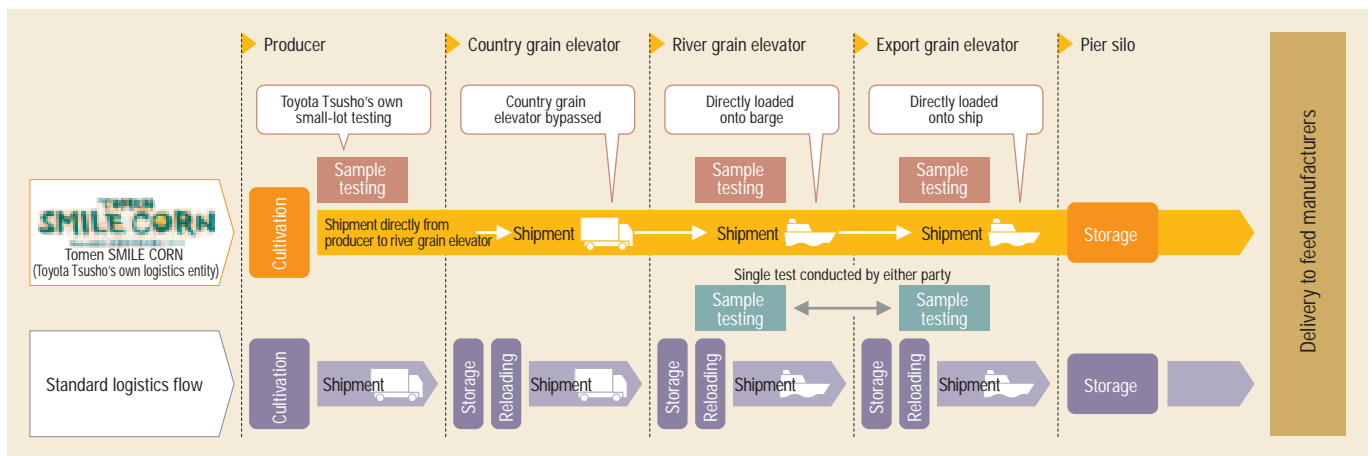 Producer
Country grain elevator
River grain elevator
Export grain elevator
Pier silo
Toyota Tsusho's own
small-lot testing
Country grain
elevator bypassed
Directly loaded
onto barge
Directly loaded
onto ship
Sample
testing
Sample
testing
Sample
testing
TOMEN
SMILE CORN
Tomen SMILE CORN
(Toyota Tsusho's own logistics entity)
Cultivation
Shipment directly from
producer to river grain elevator
Shipment
Shipment
Shipment
Storage
Single test conducted by either party
Sample
testing
Sample
testing
Standard logistics flow
Cultivation
Shipment
Storage
Reloading
Shipment
Storage
Reloading
Shipment
Storage
Reloading
Shipment
Storage
Delivery to feed manufacturers